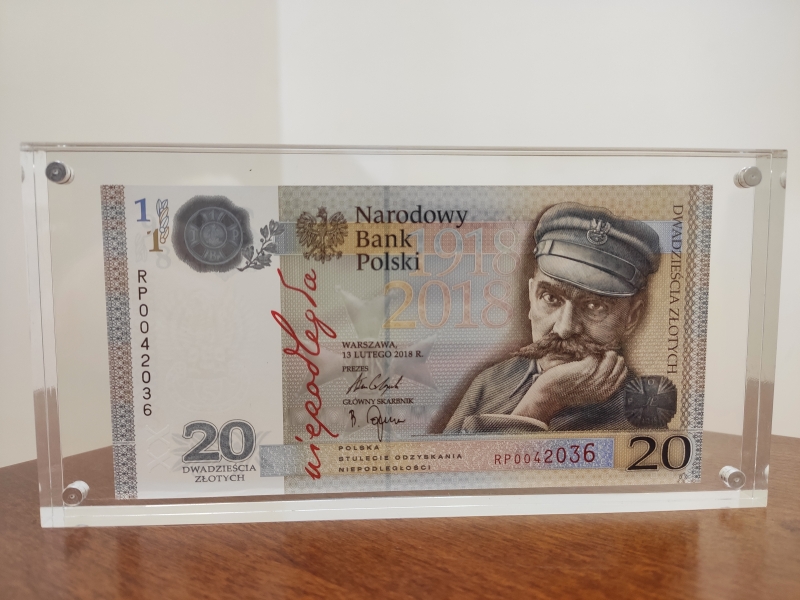 1
1
RP0042036
20
DWADZIEŚCIA
ZŁOTYCH
niepodległa
Narodowy
Bank
Polski
1918
2018
WARSZAWA,
13 LUTEGO 2018 R.
PREZES
GŁÓWNY SKARBNIK
POLSKA
STULECIE ODZYSKANIA
NIEPODLEGŁOŚCI
RP0042036
20
DWADZIEŚCIA ZŁOTYCH